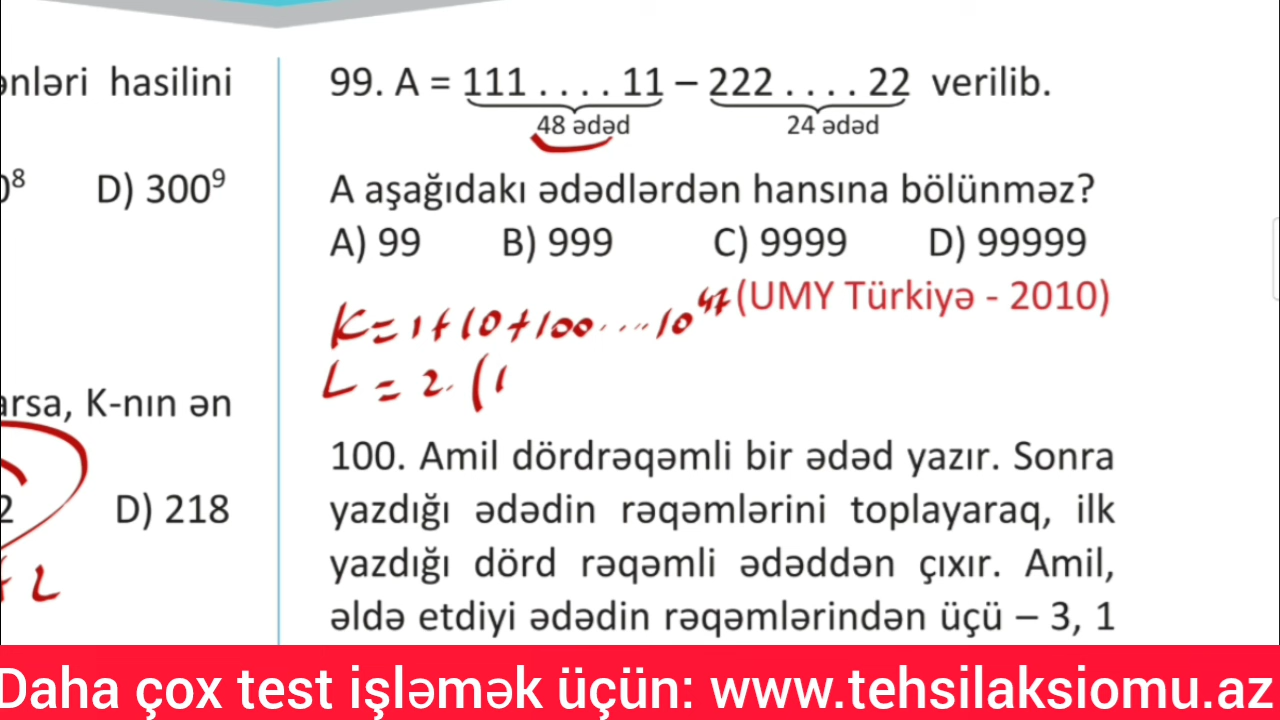 ənləri hasilini
0⁸ D) 300⁹
arsa, K-nın ən
2 D) 218
+ L
99. A = 111 . . . . 11 – 222 . . . . 22 verilib.
48 ədəd 24 ədəd
A aşağıdakı ədədlərdən hansına bölünməz?
A) 99 B) 999 C) 9999 D) 99999
(UMY Türkiyə - 2010)
K=1+10+100.....10⁴⁷
L = 2. (1
100. Amil dördrəqəmli bir ədəd yazır. Sonra
yazdığı ədədin rəqəmlərini toplayaraq, ilk
yazdığı dörd rəqəmli ədəddən çıxır. Amil,
əldə etdiyi ədədin rəqəmlərindən üçü – 3, 1
Daha çox test işləmək üçün: www.tehsilaksiomu.az